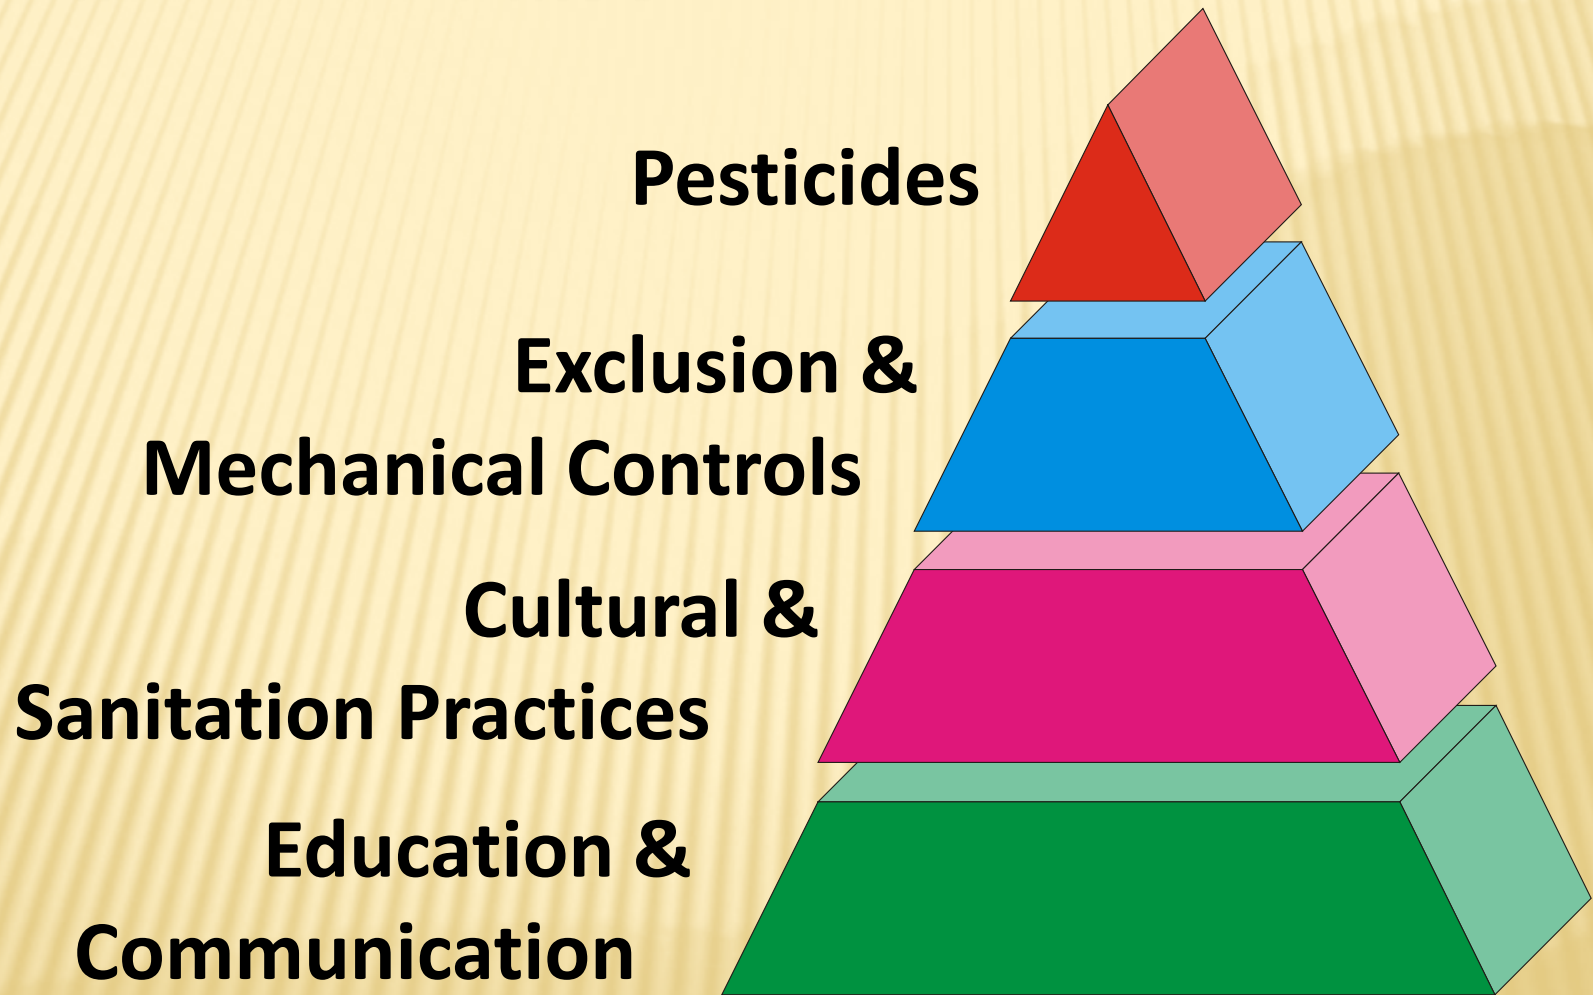 Pesticides
Exclusion &
Mechanical Controls
Cultural &
Sanitation Practices
Education &
Communication